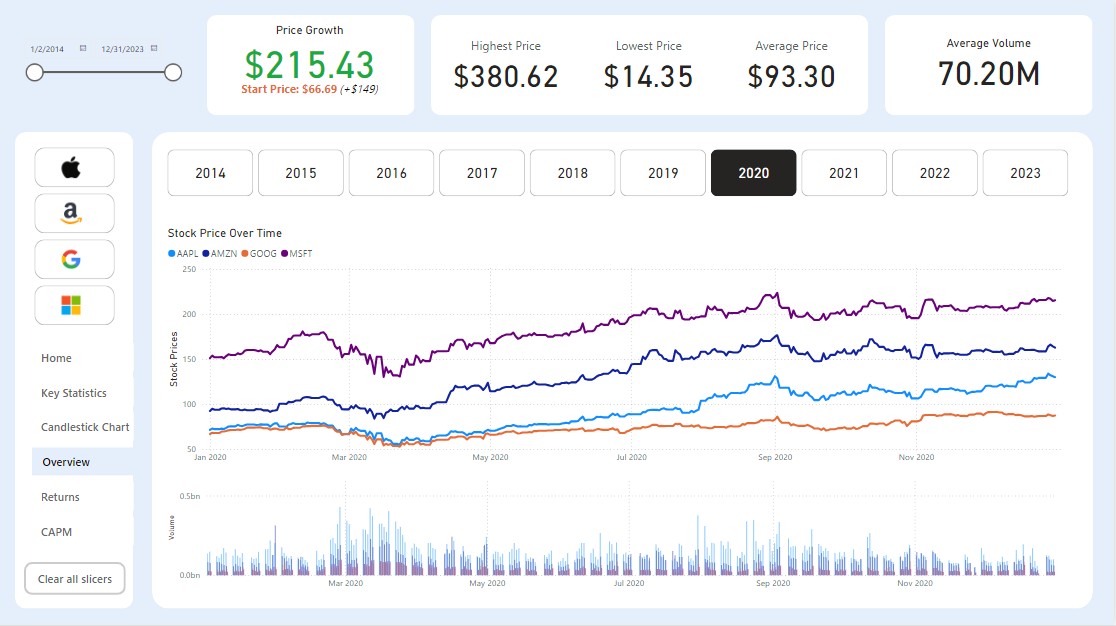 1/2/2014 12/31/2023
Price Growth
$215.43
Start Price: $66.69 (+$149)
Highest Price Lowest Price Average Price
$380.62 $14.35 $93.30
Average Volume
70.20M
2014 2015 2016 2017 2018 2019 2020 2021 2022 2023
Home
Key Statistics
Candlestick Chart
Overview
Returns
CAPM
Clear all slicers
Stock Price Over Time
AAPL AMZN GOOG MSFT
Stock Prices
250
200
150
100
50
Jan 2020 Mar 2020 May 2020 Jul 2020 Sep 2020 Nov 2020
Volume
0.5bn
0.0bn
Mar 2020 May 2020 Jul 2020 Sep 2020 Nov 2020